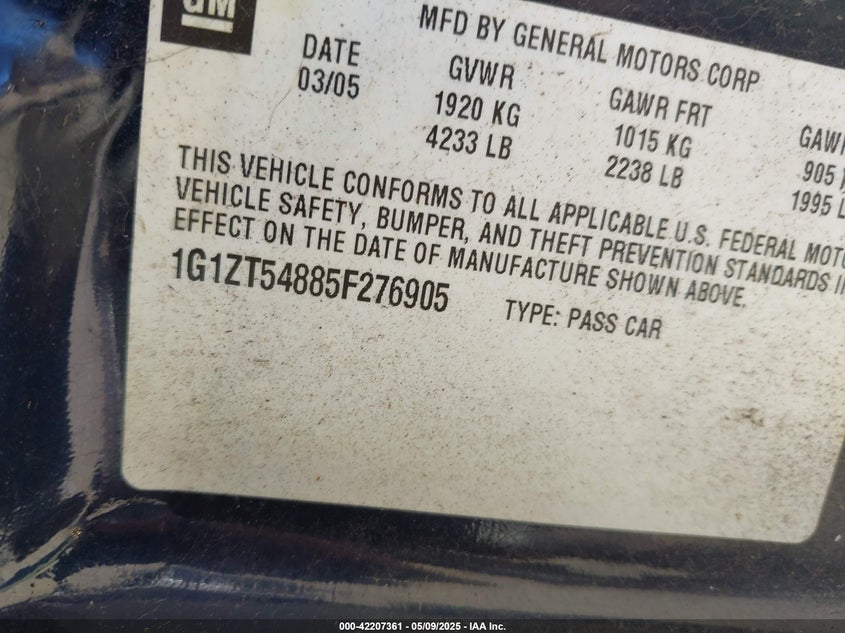 GM
MFD BY GENERAL MOTORS CORP
DATE GVWR GAWR FRT
03/05 1920 KG 1015 KG 905
4233 LB 2238 LB 1995 L
THIS VEHICLE CONFORMS TO ALL APPLICABLE U.S. FEDERAL
VEHICLE SAFETY, BUMPER, AND THEFT PREVENTION STANDARDS
EFFECT ON THE DATE OF MANUFACTURE SHOWN ABOVE.
1G1ZT54885F276905 TYPE: PASS CAR
000-42207361 - 05/09/2025 - IAA Inc.